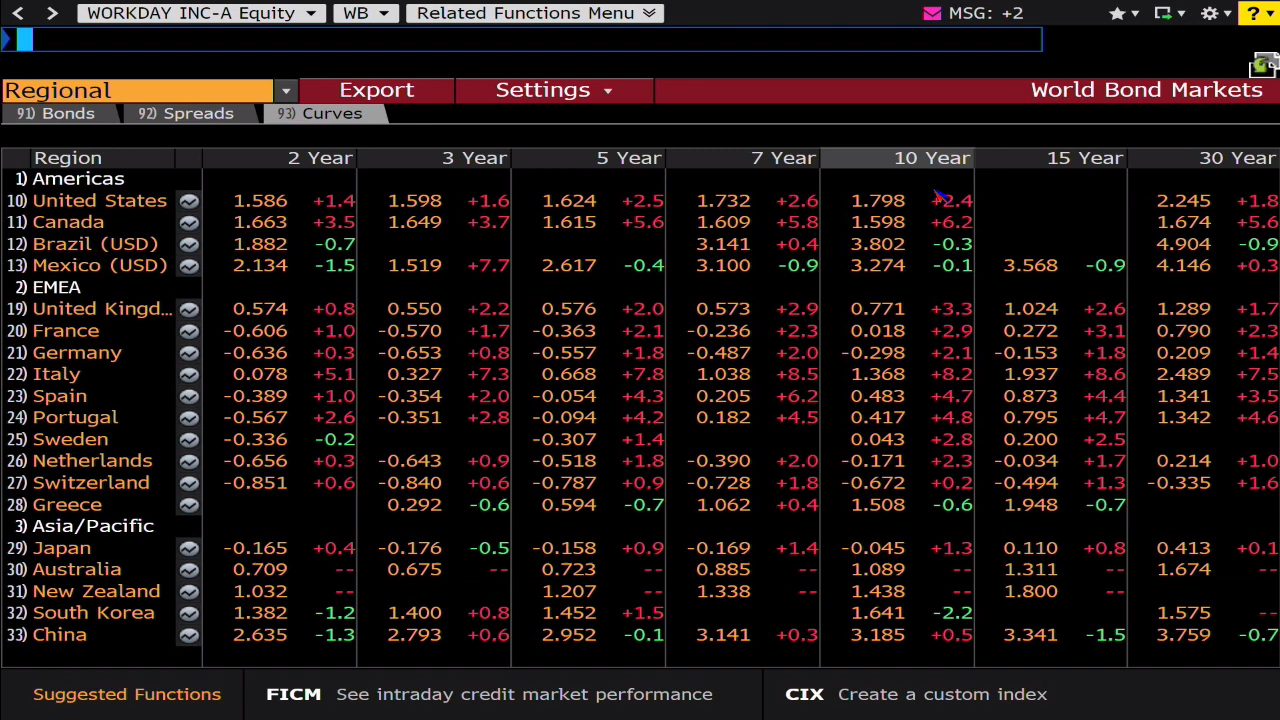 < > WORKDAY INC-A Equity WB Related Functions Menu MSG: +2 ?
Regional Export Settings World Bond Markets
91) Bonds 92) Spreads 93) Curves
Region 2 Year 3 Year 5 Year 7 Year 10 Year 15 Year 30 Year
1) Americas
10) United States 1.586 +1.4 1.598 +1.6 1.624 +2.5 1.732 +2.6 1.798 +2.4 2.245 +1.8
11) Canada 1.663 +3.5 1.649 +3.7 1.615 +5.6 1.609 +5.8 1.598 +6.2 1.674 +5.6
12) Brazil (USD) 1.882 -0.7 3.141 +0.4 3.802 -0.3 4.904 -0.9
13) Mexico (USD) 2.134 -1.5 1.519 +7.7 2.617 -0.4 3.100 -0.9 3.274 -0.1 3.568 -0.9 4.146 +0.3
2) EMEA
19) United Kingd... 0.574 +0.8 0.550 +2.2 0.576 +2.0 0.573 +2.9 0.771 +3.3 1.024 +2.6 1.289 +1.7
20) France -0.606 +1.0 -0.570 +1.7 -0.363 +2.1 -0.236 +2.3 0.018 +2.9 0.272 +3.1 0.790 +2.3
21) Germany -0.636 +0.3 -0.653 +0.8 -0.557 +1.8 -0.487 +2.0 -0.298 +2.1 -0.153 +1.8 0.209 +1.4
22) Italy 0.078 +5.1 0.327 +7.3 0.668 +7.8 1.038 +8.5 1.368 +8.2 1.937 +8.6 2.489 +7.5
23) Spain -0.389 +1.0 -0.354 +2.0 -0.054 +4.3 0.205 +6.2 0.483 +4.7 0.873 +4.4 1.341 +3.5
24) Portugal -0.567 +2.6 -0.351 +2.8 -0.094 +4.2 0.182 +4.5 0.417 +4.8 0.795 +4.7 1.342 +4.6
25) Sweden -0.336 -0.2 -0.307 +1.4 0.043 +2.8 0.200 +2.5
26) Netherlands -0.656 +0.3 -0.643 +0.9 -0.518 +1.8 -0.390 +2.0 -0.171 +2.3 -0.034 +1.7 0.214 +1.0
27) Switzerland -0.851 +0.6 -0.840 +0.6 -0.787 +0.9 -0.728 +1.8 -0.672 +0.2 -0.494 +1.3 -0.335 +1.6
28) Greece 0.292 -0.6 0.594 -0.7 1.062 +0.4 1.508 -0.6 1.948 -0.7
3) Asia/Pacific
29) Japan -0.165 +0.4 -0.176 -0.5 -0.158 +0.9 -0.169 +1.4 -0.045 +1.3 0.110 +0.8 0.413 +0.1
30) Australia 0.709 -- 0.675 -- 0.723 -- 0.885 -- 1.089 -- 1.311 -- 1.674 --
31) New Zealand 1.032 -- 1.207 -- 1.338 -- 1.438 -- 1.800 --
32) South Korea 1.382 -1.2 1.400 +0.8 1.452 +1.5 1.641 -2.2 1.575 --
33) China 2.635 -1.3 2.793 +0.6 2.952 -0.1 3.141 +0.3 3.185 +0.5 3.341 -1.5 3.759 -0.7
Suggested Functions FICM See intraday credit market performance CIX Create a custom index